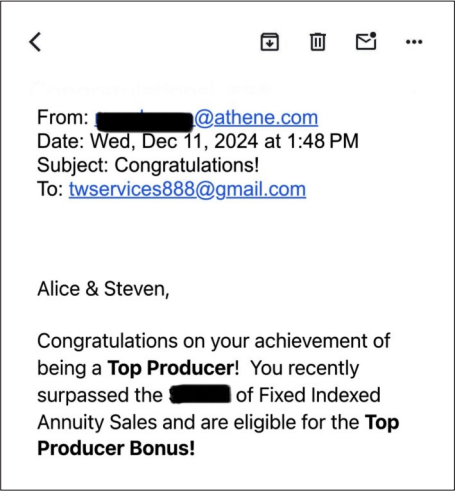 From: @athene.com
Date: Wed, Dec 11, 2024 at 1:48 PM
Subject: Congratulations!
To: twservices888@gmail.com
Alice & Steven,
Congratulations on your achievement of
being a Top Producer! You recently
surpassed the of Fixed Indexed
Annuity Sales and are eligible for the Top
Producer Bonus!